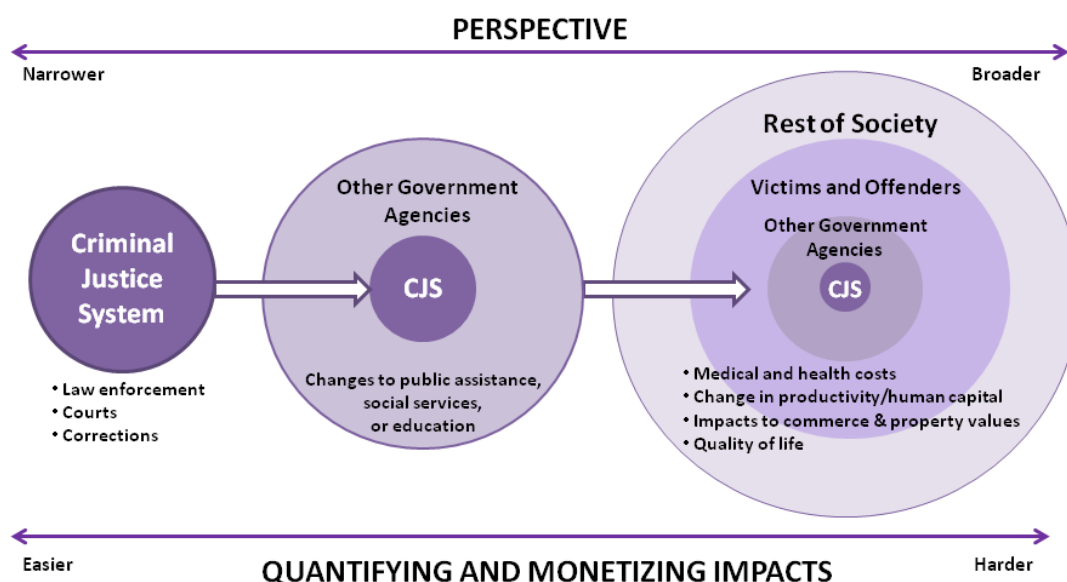 PERSPECTIVE
Narrower
Broader
Criminal
Justice
System
• Law enforcement
• Courts
• Corrections
Other Government
Agencies
CJS
Changes to public assistance,
social services,
or education
Rest of Society
Victims and Offenders
Other Government
Agencies
CJS
• Medical and health costs
• Change in productivity/human capital
• Impacts to commerce & property values
• Quality of life
Easier
Harder
QUANTIFYING AND MONETIZING IMPACTS